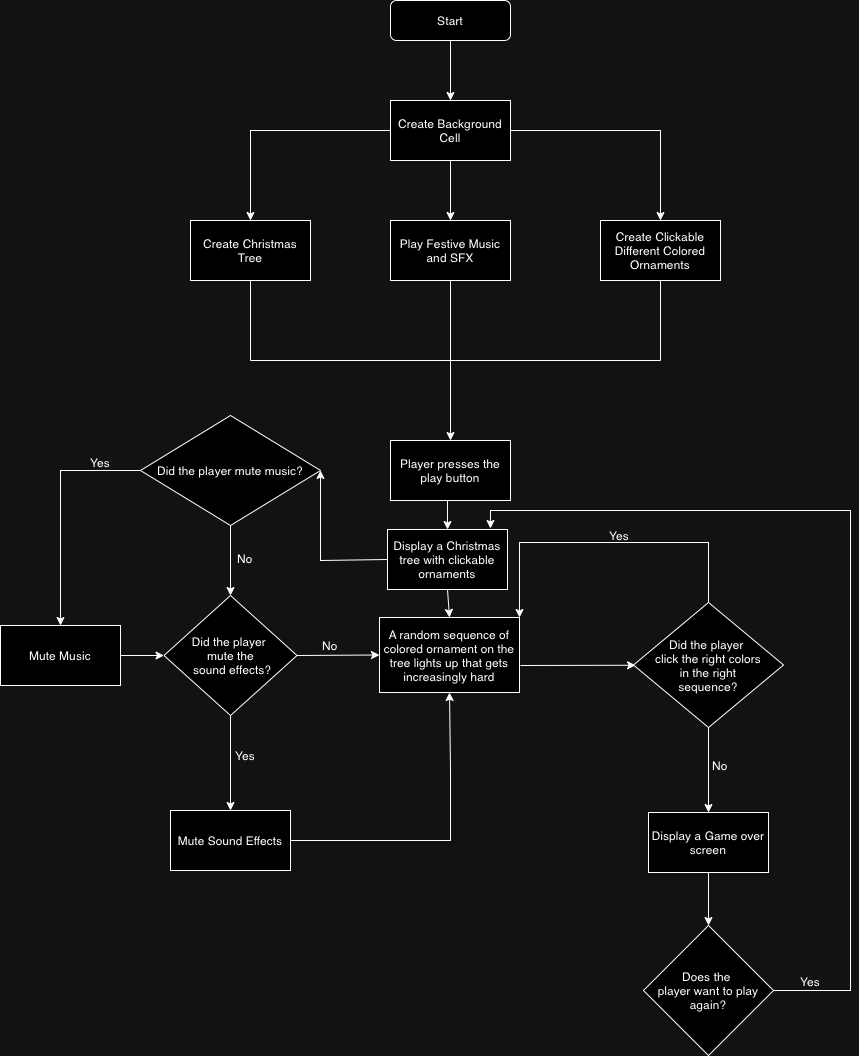 Start
Create Background
Cell
Create Christmas
Tree
Play Festive Music
and SFX
Create Clickable
Different Colored
Ornaments
Player presses the
play button
Yes
Did the player mute music?
No
Display a Christmas
tree with clickable
ornaments
Yes
Mute Music
Did the player
mute the
sound effects?
No
A random sequence of
colored ornament on the
tree lights up that gets
increasingly hard
Did the player
click the right colors
in the right
sequence?
Yes
No
Mute Sound Effects
Display a Game over
screen
Does the
player want to play
again?
Yes